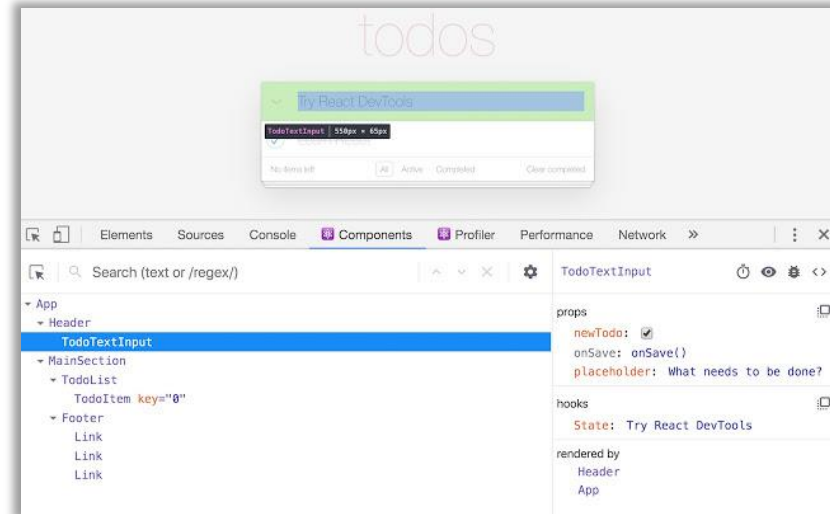 todos
Try React DevTools
TodoTextInput | 550px × 65px
No items left All Active Completed Clear completed
Elements Sources Console Components Profiler Performance Network »
Search (text or /regex/)
TodoTextInput
App
Header
TodoTextInput
MainSection
TodoList
TodoItem key="0"
Footer
Link
Link
Link
props
newTodo:
onSave: onSave()
placeholder: What needs to be done?
hooks
State: Try React DevTools
rendered by
Header
App